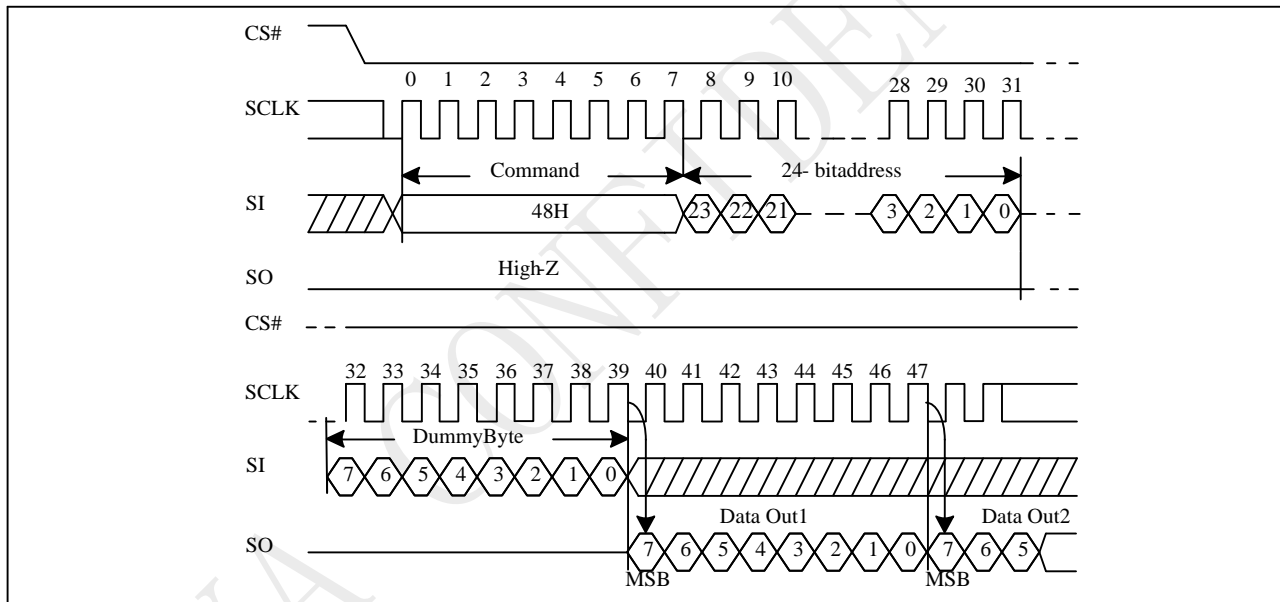 CS#
0 1 2 3 4 5 6 7 8 9 10 28 29 30 31
SCLK
Command 24- bitaddress
SI
48H 23 22 21 3 2 1 0
High-Z
SO
CS#
32 33 34 35 36 37 38 39 40 41 42 43 44 45 46 47
SCLK
DummyByte
SI
7 6 5 4 3 2 1 0
Data Out1 Data Out2
SO
7 6 5 4 3 2 1 0 7 6 5
MSB MSB
CONFIDEN